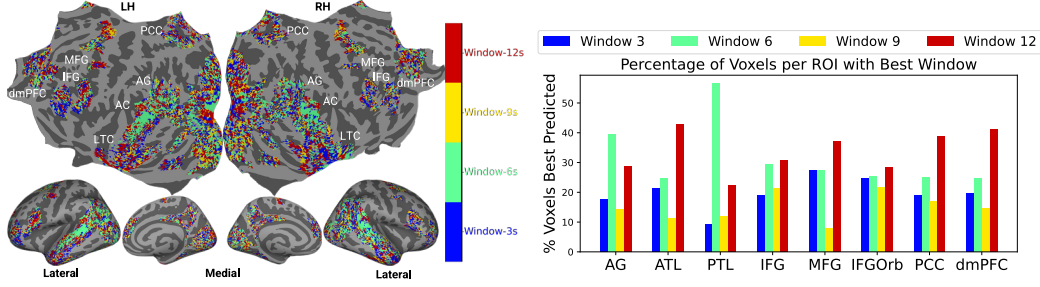 LH
RH
PCC
PCC
MFG
MFG
IFG
IFG
dmPFC
dmPFC
AG
AG
AC
AC
LTC
LTC
Lateral
Medial
Lateral
Window-12s
Window-9s
Window-6s
Window-3s
Window 3 Window 6 Window 9 Window 12
Percentage of Voxels per ROI with Best Window
% Voxels Best Predicted
50
40
30
20
10
0
AG ATL PTL IFG MFG IFGOrb PCC dmPFC